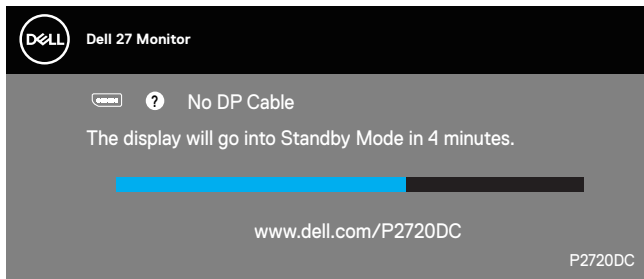 DELL
Dell 27 Monitor
? No DP Cable
The display will go into Standby Mode in 4 minutes.
www.dell.com/P2720DC
P2720DC